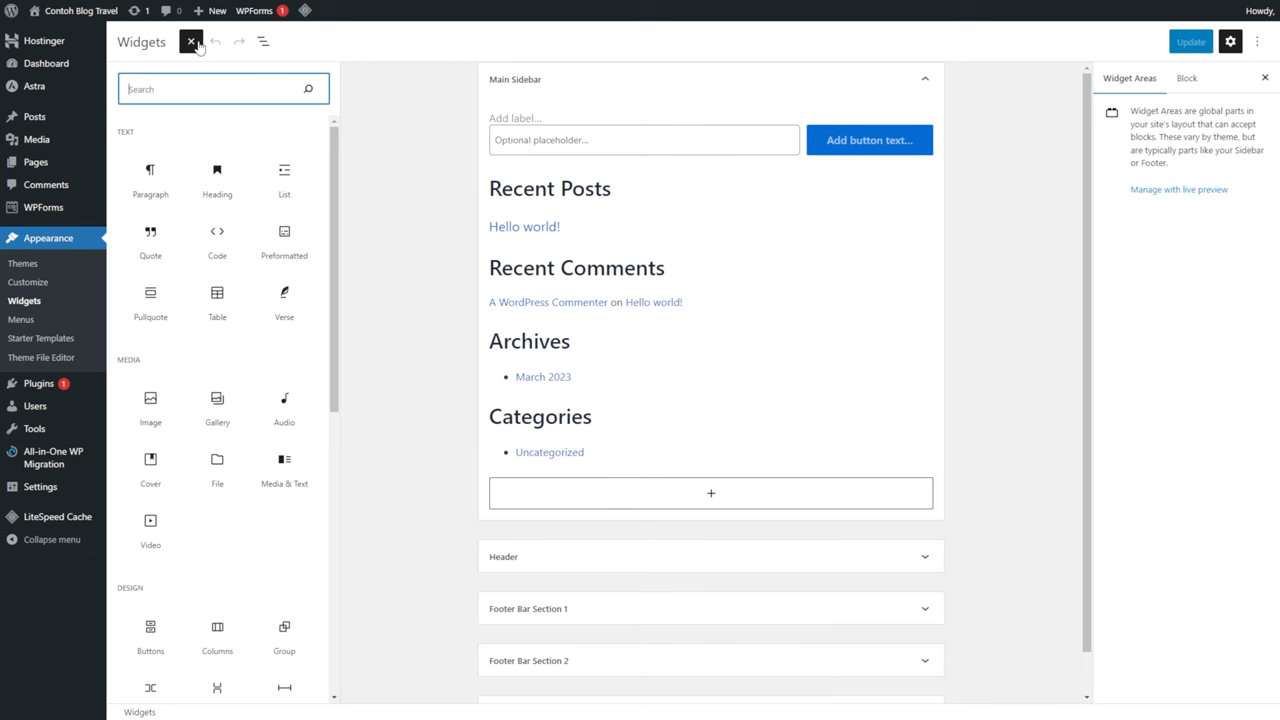 Contoh Blog Travel 1 0 New WPForms 1 Howdy,
Hostinger
Dashboard
Astra
Posts
Media
Pages
Comments
WPForms
Appearance
Themes
Customize
Widgets
Menus
Starter Templates
Theme File Editor
Plugins 1
Users
Tools
All-in-One WP
Migration
Settings
LiteSpeed Cache
Collapse menu
Widgets
Update
Search
TEXT
Paragraph Heading List
Quote Code Preformatted
Pullquote Table Verse
MEDIA
Image Gallery Audio
Cover File Media & Text
Video
DESIGN
Buttons Columns Group
Main Sidebar
Add label...
Optional placeholder... Add button text...
Recent Posts
Hello world!
Recent Comments
A WordPress Commenter on Hello world!
Archives
• March 2023
Categories
• Uncategorized
Header
Footer Bar Section 1
Footer Bar Section 2
Widget Areas Block
Widget Areas are global parts in
your site's layout that can accept
blocks. These vary by theme, but
are typically parts like your Sidebar
or Footer.
Manage with live preview
Widgets